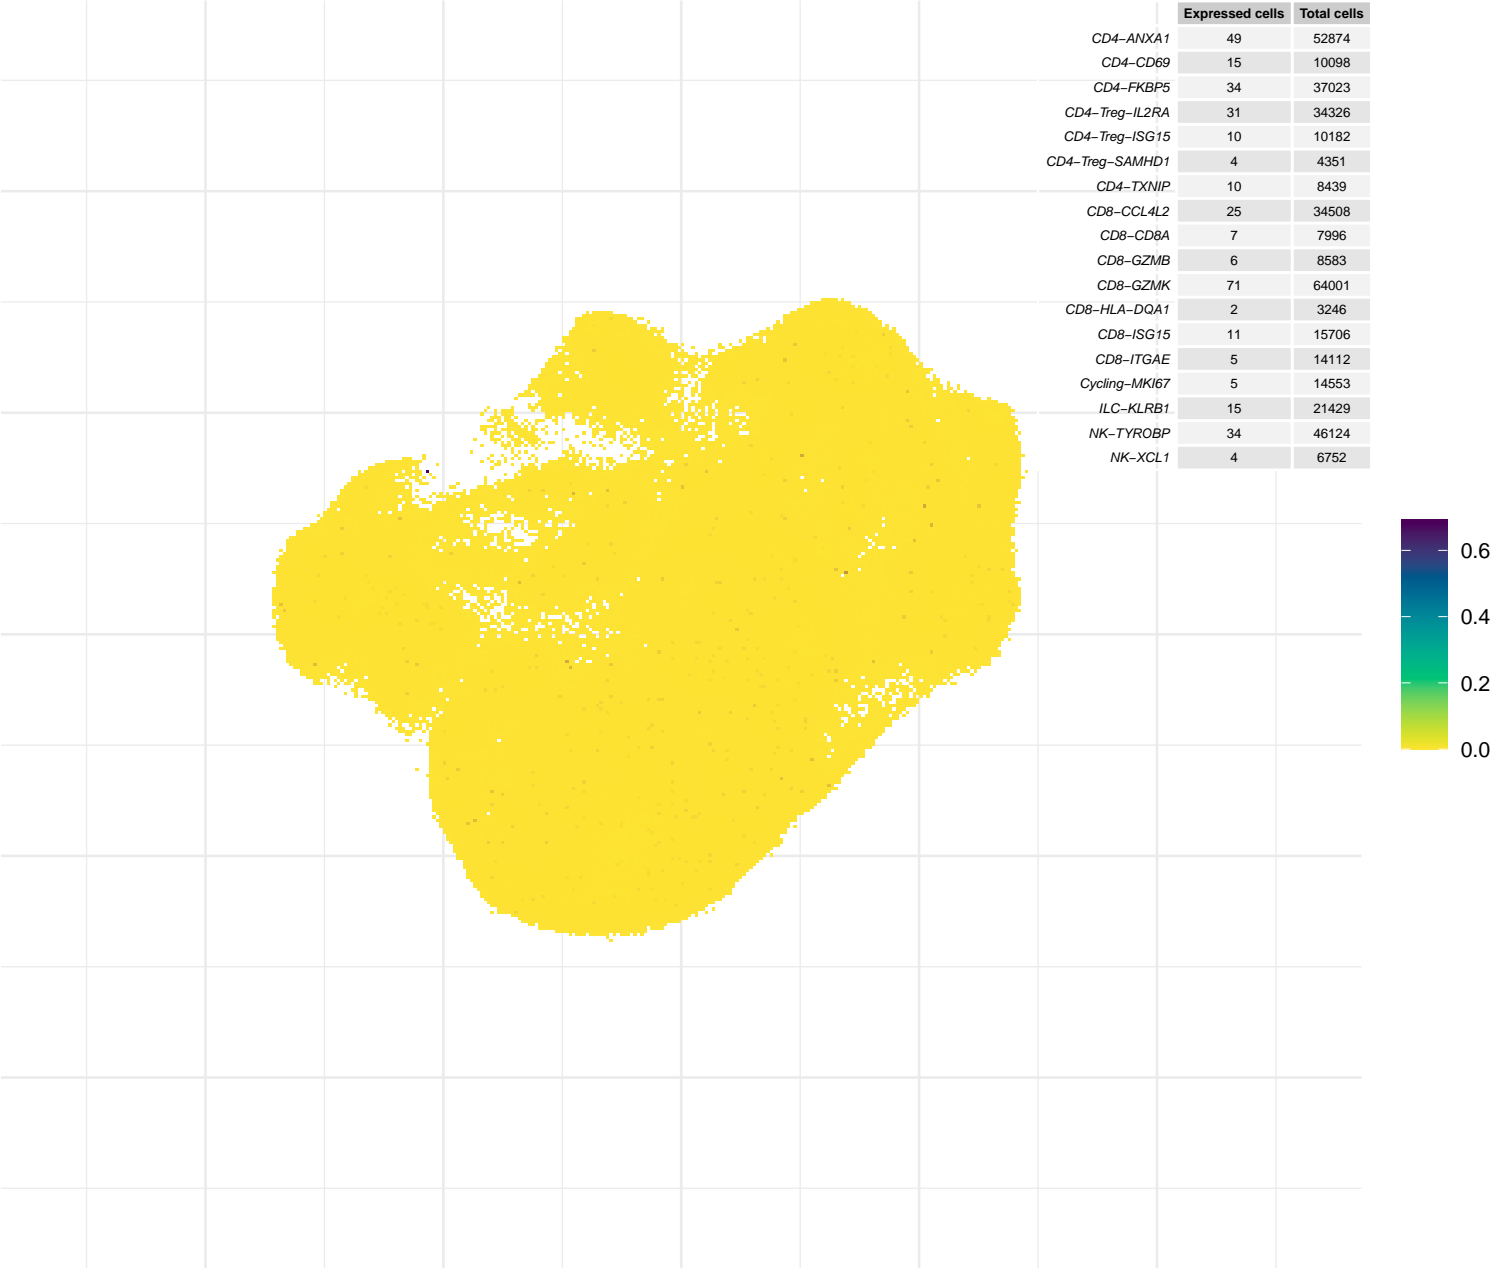 Expressed cells Total cells
CD4−ANXA1 49 52874
CD4−CD69 15 10098
CD4−FKBP5 34 37023
CD4−Treg−IL2RA 31 34326
CD4−Treg−ISG15 10 10182
CD4−Treg−SAMHD1 4 4351
CD4−TXNIP 10 8439
CD8−CCL4L2 25 34508
CD8−CD8A 7 7996
CD8−GZMB 6 8583
CD8−GZMK 71 64001
CD8−HLA−DQA1 2 3246
CD8−ISG15 11 15706
CD8−ITGAE 5 14112
Cycling−MKI67 5 14553
ILC−KLRB1 15 21429
NK−TYROBP 34 46124
NK−XCL1 4 6752
0.6
0.4
0.2
0.0